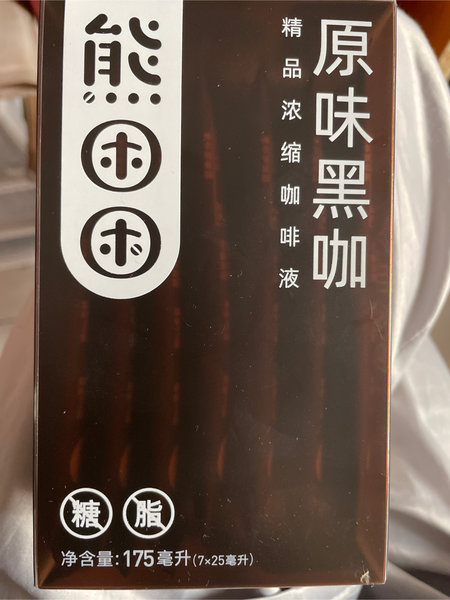 原味黑咖
精品浓缩咖啡液
熊困困
糖 脂
净含量: 175毫升(7×25毫升)